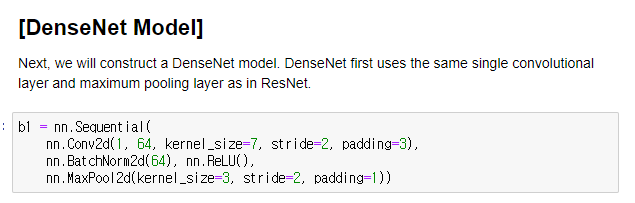 [DenseNet Model]
Next, we will construct a DenseNet model. DenseNet first uses the same single convolutional
layer and maximum pooling layer as in ResNet.
: b1 = nn.Sequential(
nn.Conv2d(1, 64, kernel_size=7, stride=2, padding=3),
nn.BatchNorm2d(64), nn.ReLU(),
nn.MaxPool2d(kernel_size=3, stride=2, padding=1))